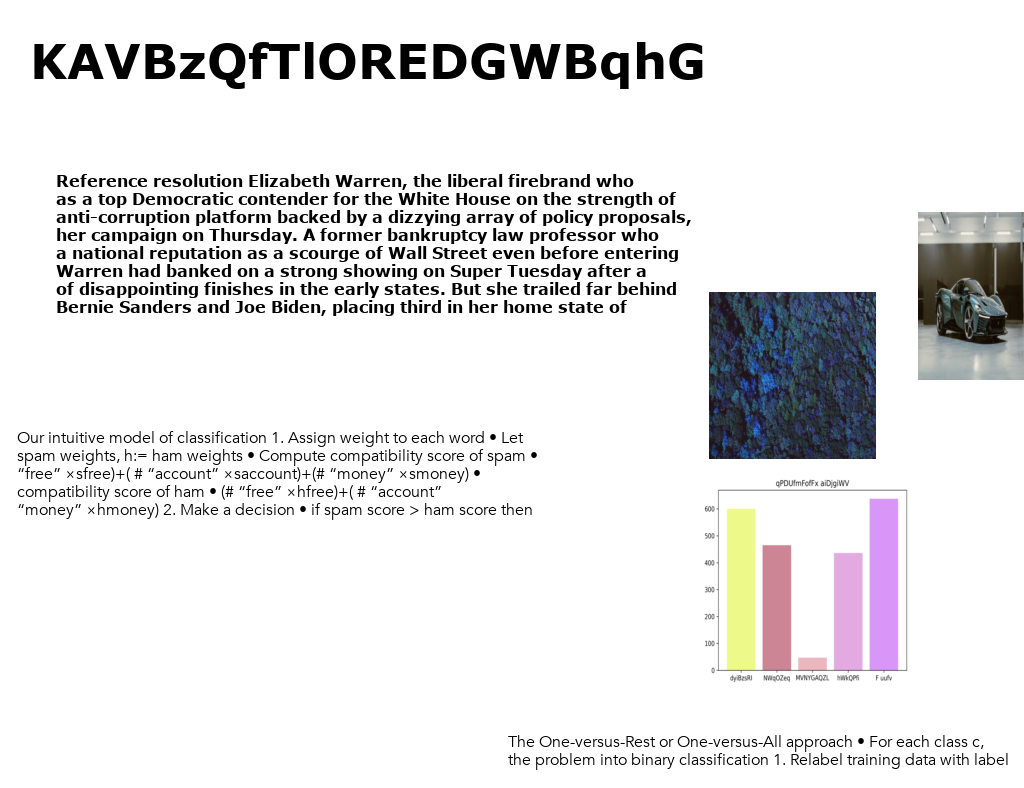 KAVBzQfTlOREDGWBqhG
Reference resolution Elizabeth Warren, the liberal firebrand who
as a top Democratic contender for the White House on the strength of
anti-corruption platform backed by a dizzying array of policy proposals,
her campaign on Thursday. A former bankruptcy law professor who
a national reputation as a scourge of Wall Street even before entering
Warren had banked on a strong showing on Super Tuesday after a
of disappointing finishes in the early states. But she trailed far behind
Bernie Sanders and Joe Biden, placing third in her home state of
Our intuitive model of classification 1. Assign weight to each word • Let
spam weights, h:= ham weights • Compute compatibility score of spam •
“free” ×sfree)+( # “account” ×saccount)+(# “money” ×smoney) •
compatibility score of ham • (# “free” ×hfree)+( # “account”
“money” ×hmoney) 2. Make a decision • if spam score > ham score then
qPDUfmFofFx aiDjgiWV
600
500
400
300
200
100
0
dyiBzsRI NWqOZeq MVNYGAQZL hWkQPfi F uufv
The One-versus-Rest or One-versus-All approach • For each class c,
the problem into binary classification 1. Relabel training data with label